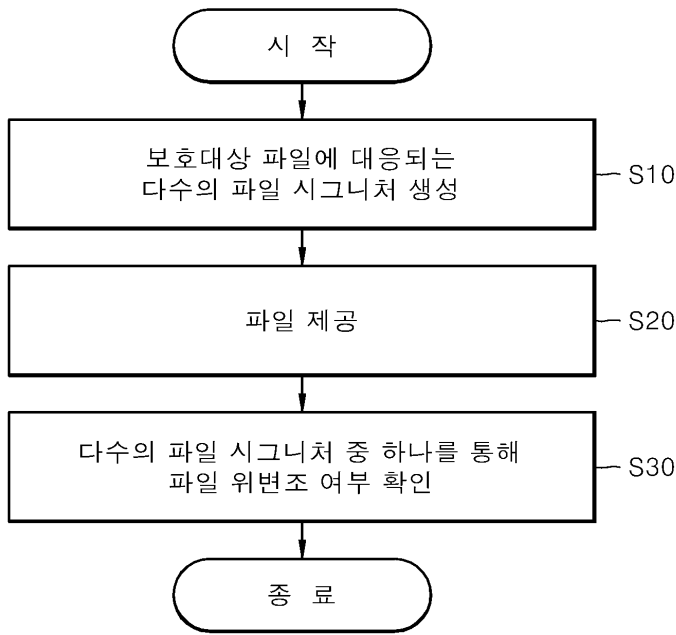 시 작
보호대상 파일에 대응되는
다수의 파일 시그니처 생성
S10
파일 제공
S20
다수의 파일 시그니처 중 하나를 통해
파일 위변조 여부 확인
S30
종 료